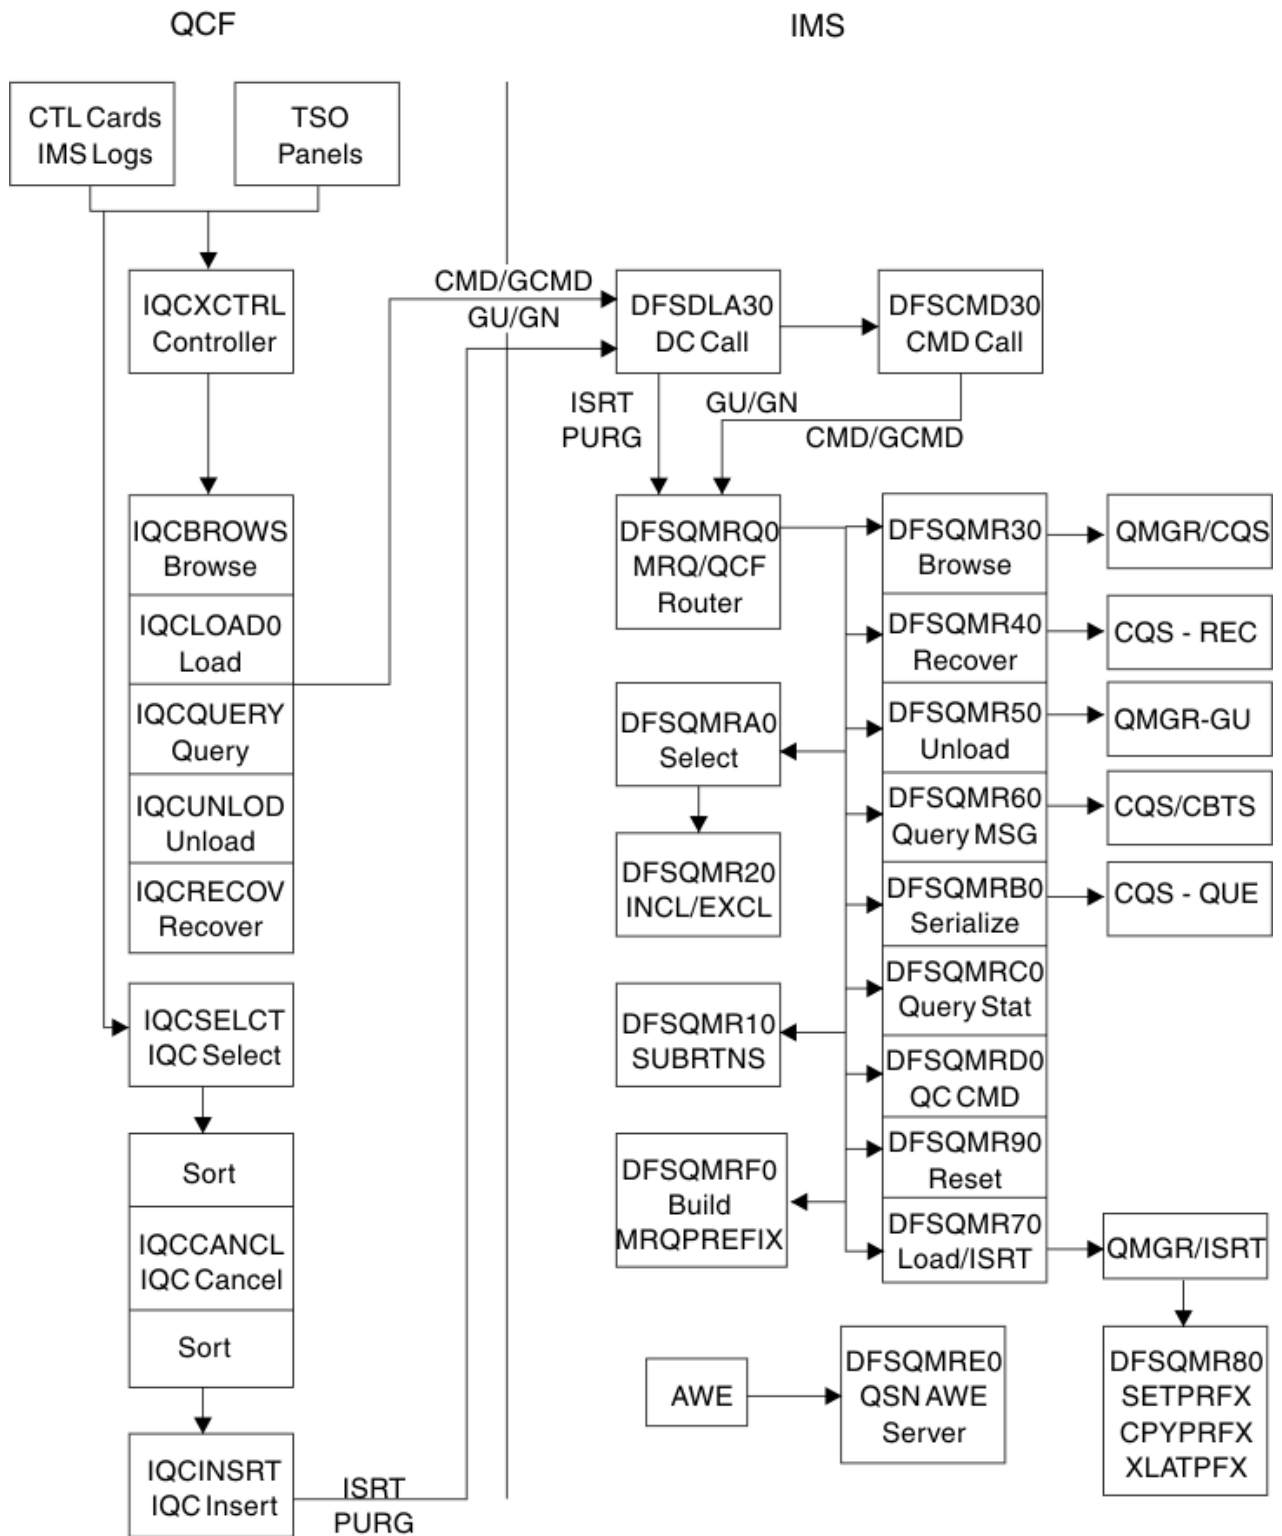 QCF
IMS
CTL Cards
IMS Logs
TSO
Panels
IQCXCTRL
Controller
CMD/GCMD
GU/GN
DFSDLA30
DC Call
DFSCMD30
CMD Call
ISRT
PURG
GU/GN
CMD/GCMD
IQCBROWS
Browse
IQCLOAD0
Load
IQCQUERY
Query
IQCUNLOD
Unload
IQCRECOV
Recover
IQCSELCT
IQC Select
Sort
IQCCANCL
IQC Cancel
Sort
IQCINSRT
IQC Insert
ISRT
PURG
DFSQMRQ0
MRQ/QCF
Router
DFSQMRA0
Select
DFSQMR20
INCL/EXCL
DFSQMR10
SUBRTNS
DFSQMRF0
Build
MRQPREFIX
AWE
DFSQMRE0
QSN AWE
Server
DFSQMR30
Browse
DFSQMR40
Recover
DFSQMR50
Unload
DFSQMR60
Query MSG
DFSQMRB0
Serialize
DFSQMRC0
Query Stat
DFSQMRD0
QC CMD
DFSQMR90
Reset
DFSQMR70
Load/ISRT
QMGR/CQS
CQS - REC
QMGR-GU
CQS/CBTS
CQS - QUE
QMGR/ISRT
DFSQMR80
SETPRFX
CPYPRFX
XLATPFX